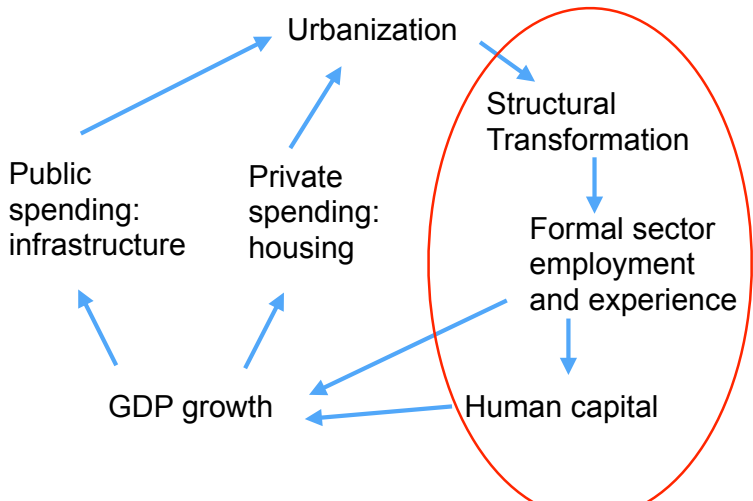 Urbanization
Structural
Transformation
Public
spending:
infrastructure
Private
spending:
housing
Formal sector
employment
and experience
GDP growth
Human capital